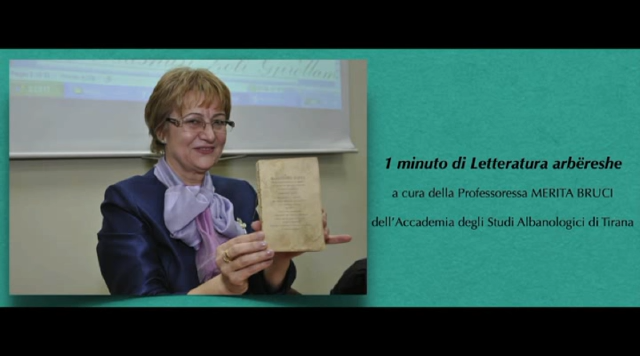 1 minuto di Letteratura arbëreshe
a cura della Professoressa MERITA BRUCI
dell'Accademia degli Studi Albanologici di Tirana